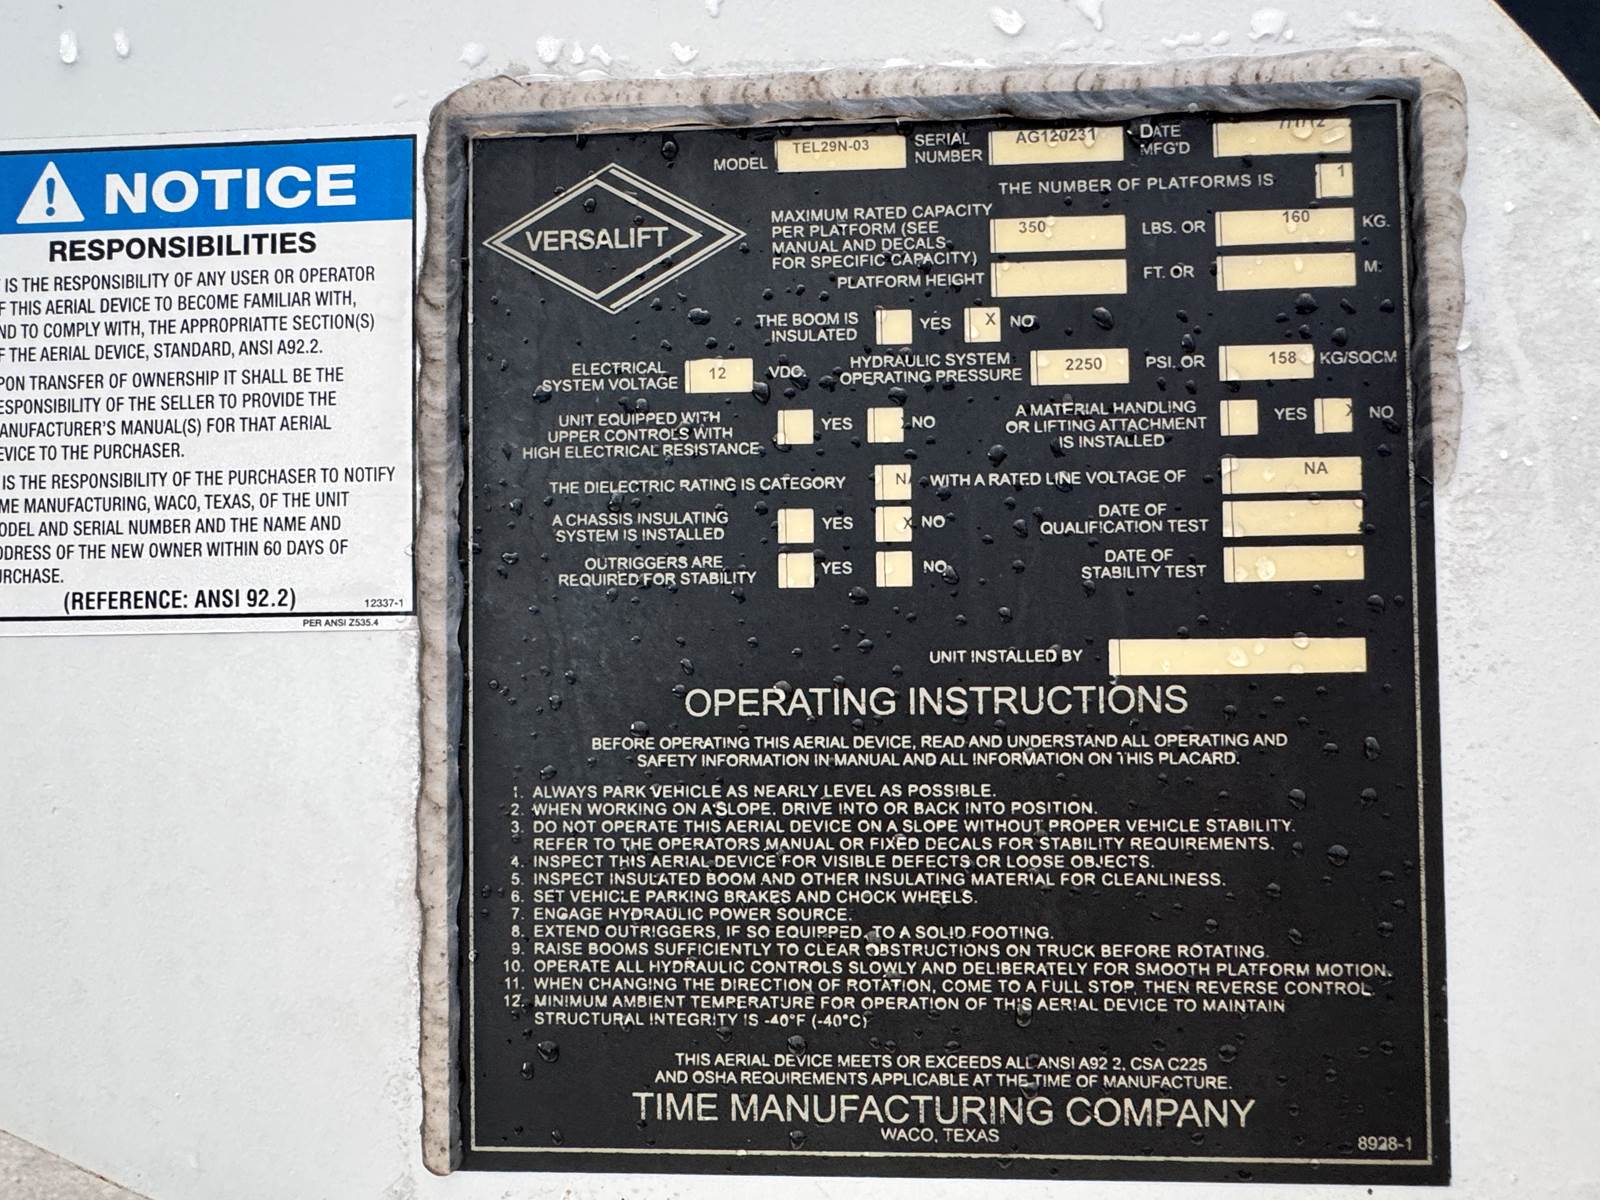 NOTICE
RESPONSIBILITIES
IS THE RESPONSIBILITY OF ANY USER OR OPERATOR
F THIS AERIAL DEVICE TO BECOME FAMILIAR WITH,
ND TO COMPLY WITH, THE APPROPRIATTE SECTION(S)
F THE AERIAL DEVICE, STANDARD, ANSI A92.2.
PON TRANSFER OF OWNERSHIP IT SHALL BE THE
ESPONSIBILITY OF THE SELLER TO PROVIDE THE
ANUFACTURER'S MANUAL(S) FOR THAT AERIAL
EVICE TO THE PURCHASER.
IS THE RESPONSIBILITY OF THE PURCHASER TO NOTIFY
ME MANUFACTURING, WACO, TEXAS, OF THE UNIT
ODEL AND SERIAL NUMBER AND THE NAME AND
DDRESS OF THE NEW OWNER WITHIN 60 DAYS OF
URCHASE.
(REFERENCE: ANSI 92.2)
12337-1
PER ANSI Z535.4
VERSALIFT
MODEL TEL29N-03 SERIAL NUMBER AG120231 DATE MFG'D 7/1/12
THE NUMBER OF PLATFORMS IS 1
MAXIMUM RATED CAPACITY
PER PLATFORM (SEE
MANUAL AND DECALS
FOR SPECIFIC CAPACITY) 350 LBS. OR 160 KG.
PLATFORM HEIGHT FT. OR M.
THE BOOM IS
INSULATED YES X NO
ELECTRICAL
SYSTEM VOLTAGE 12 VDC.
HYDRAULIC SYSTEM
OPERATING PRESSURE 2250 PSI. OR 158 KG/SQCM
UNIT EQUIPPED WITH
UPPER CONTROLS WITH
HIGH ELECTRICAL RESISTANCE YES NO
A MATERIAL HANDLING
OR LIFTING ATTACHMENT
IS INSTALLED YES X NO
THE DIELECTRIC RATING IS CATEGORY NA WITH A RATED LINE VOLTAGE OF NA
A CHASSIS INSULATING
SYSTEM IS INSTALLED YES X NO
DATE OF
QUALIFICATION TEST
OUTRIGGERS ARE
REQUIRED FOR STABILITY YES NO
DATE OF
STABILITY TEST
UNIT INSTALLED BY
OPERATING INSTRUCTIONS
BEFORE OPERATING THIS AERIAL DEVICE, READ AND UNDERSTAND ALL OPERATING AND
SAFETY INFORMATION IN MANUAL AND ALL INFORMATION ON THIS PLACARD.
1. ALWAYS PARK VEHICLE AS NEARLY LEVEL AS POSSIBLE.
2. WHEN WORKING ON A SLOPE, DRIVE INTO OR BACK INTO POSITION.
3. DO NOT OPERATE THIS AERIAL DEVICE ON A SLOPE WITHOUT PROPER VEHICLE STABILITY.
REFER TO THE OPERATORS MANUAL OR FIXED DECALS FOR STABILITY REQUIREMENTS.
4. INSPECT THIS AERIAL DEVICE FOR VISIBLE DEFECTS OR LOOSE OBJECTS.
5. INSPECT INSULATED BOOM AND OTHER INSULATING MATERIAL FOR CLEANLINESS.
6. SET VEHICLE PARKING BRAKES AND CHOCK WHEELS.
7. ENGAGE HYDRAULIC POWER SOURCE.
8. EXTEND OUTRIGGERS, IF SO EQUIPPED, TO A SOLID FOOTING.
9. RAISE BOOMS SUFFICIENTLY TO CLEAR OBSTRUCTIONS ON TRUCK BEFORE ROTATING.
10. OPERATE ALL HYDRAULIC CONTROLS SLOWLY AND DELIBERATELY FOR SMOOTH PLATFORM MOTION.
11. WHEN CHANGING THE DIRECTION OF ROTATION, COME TO A FULL STOP, THEN REVERSE CONTROL.
12. MINIMUM AMBIENT TEMPERATURE FOR OPERATION OF THIS AERIAL DEVICE TO MAINTAIN
STRUCTURAL INTEGRITY IS -40°F (-40°C)
THIS AERIAL DEVICE MEETS OR EXCEEDS ALL ANSI A92.2, CSA C225
AND OSHA REQUIREMENTS APPLICABLE AT THE TIME OF MANUFACTURE.
TIME MANUFACTURING COMPANY
WACO, TEXAS
8928-1